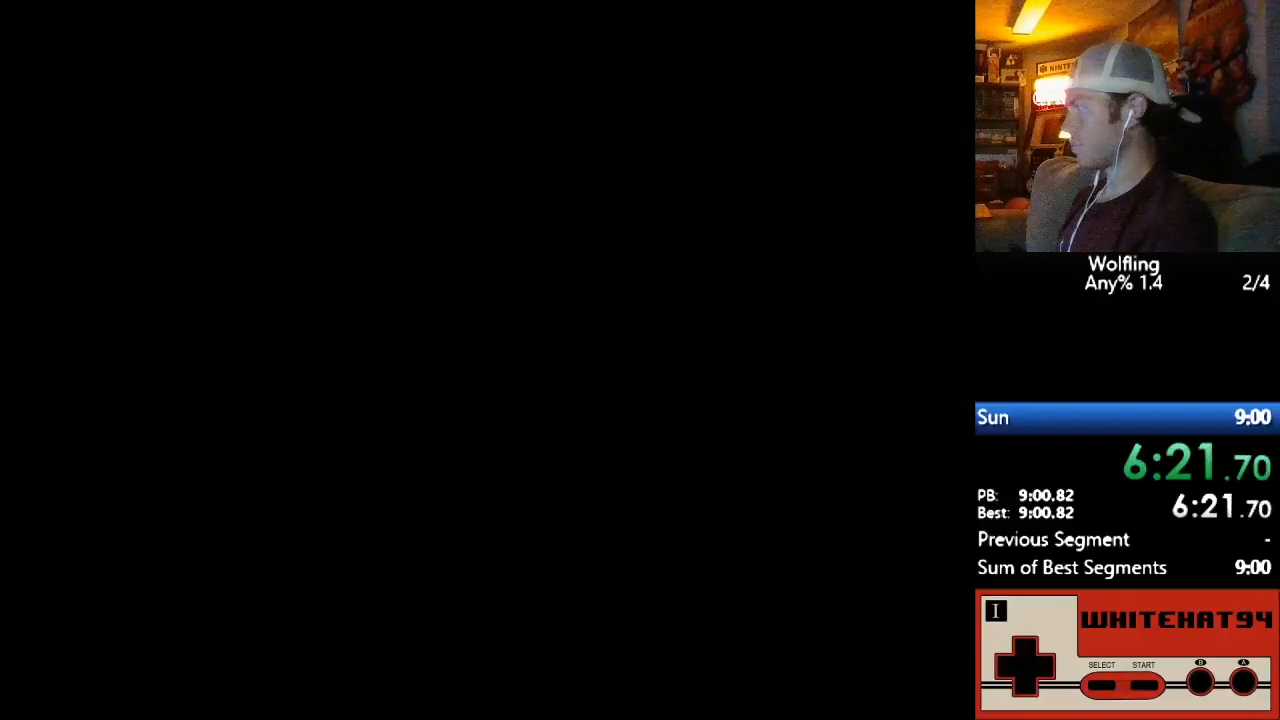 NINTE
Wolfling
Any% 1.4 2/4
Sun 9:00
6:21.70
PB: 9:00.82
Best: 9:00.82 6:21.70
Previous Segment -
Sum of Best Segments 9:00
I
WHITEHAT94
SELECT START B A